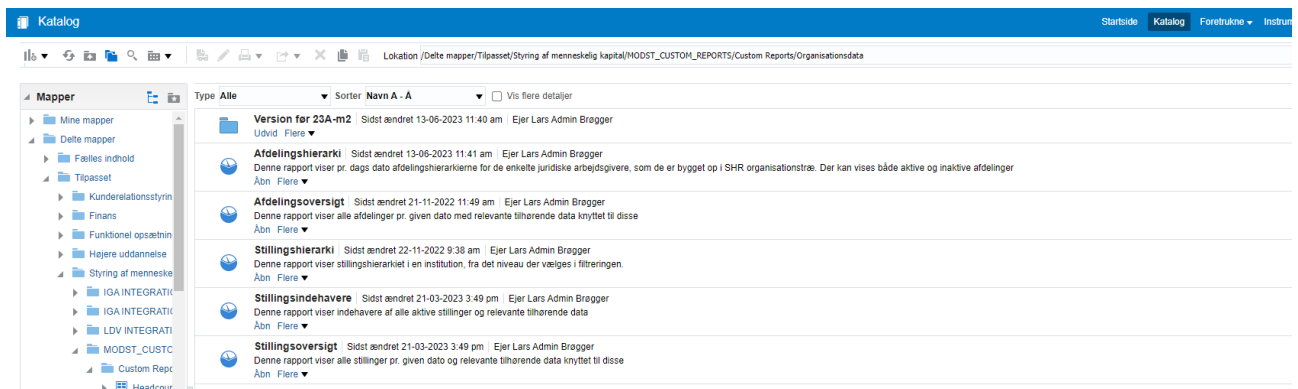 Katalog
Startside Katalog Foretrukne
Lokation /Delte mapper/Tilpasset/Styring af menneskelig kapital/MODST_CUSTOM_REPORTS/Custom Reports/Organisationsdata
Mapper
Mine mapper
Delte mapper
Fælles indhold
Tilpasset
Kunderelationsstyrin
Finans
Funktionel opsætnin
Højere uddannelse
Styring af menneske
IGA INTEGRATIO
IGA INTEGRATIO
LDV INTEGRATI
MODST_CUSTC
Custom Repo
Headcour
Type Alle Sorter Navn A - Å Vis flere detaljer
Version før 23A-m2 Sidst ændret 13-06-2023 11:40 am Ejer Lars Admin Brøgger
Udvid Flere
Afdelingshierarki Sidst ændret 13-06-2023 11:41 am Ejer Lars Admin Brøgger
Denne rapport viser pr. dags dato afdelingshierarkierne for de enkelte juridiske arbejdsgivere, som de er bygget op i SHR organisationstræ. Der kan vises både aktive og inaktive afdelinger
Åbn Flere
Afdelingsoversigt Sidst ændret 21-11-2022 11:49 am Ejer Lars Admin Brøgger
Denne rapport viser alle afdelinger pr. given dato med relevante tilhørende data knyttet til disse
Åbn Flere
Stillingshierarki Sidst ændret 22-11-2022 9:38 am Ejer Lars Admin Brøgger
Denne rapport viser stillingshierarkiet i en institution, fra det niveau der vælges i filtreringen.
Åbn Flere
Stillingsindehavere Sidst ændret 21-03-2023 3:49 pm Ejer Lars Admin Brøgger
Denne rapport viser indehavere af alle aktive stillinger og relevante tilhørende data
Åbn Flere
Stillingsoversigt Sidst ændret 21-03-2023 3:49 pm Ejer Lars Admin Brøgger
Denne rapport viser alle stillinger pr. given dato og relevante tilhørende data knyttet til disse
Åbn Flere